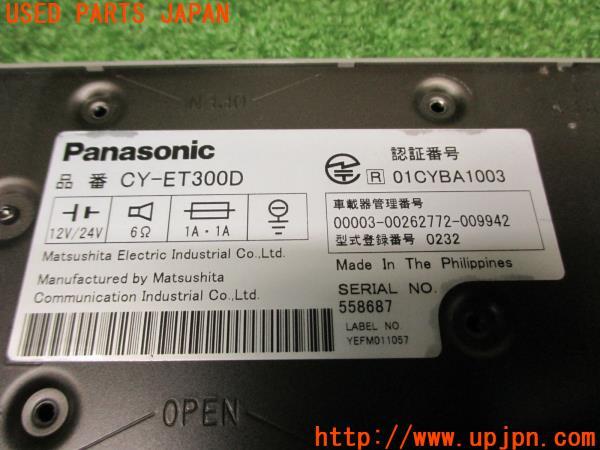 USED PARTS JAPAN
Panasonic
品番 CY-ET300D
12V/24V 6Ω 1A・1A
Matsushita Electric Industrial Co.,Ltd.
Manufactured by Matsushita
Communication Industrial Co.,Ltd.
認証番号
R 01CYBA1003
車載器管理番号
00003-00262772-009942
型式登録番号 0232
Made In The Philippines
SERIAL NO.
558687
LABEL NO.
YEFM011057
OPEN
http://www.upjpn.com